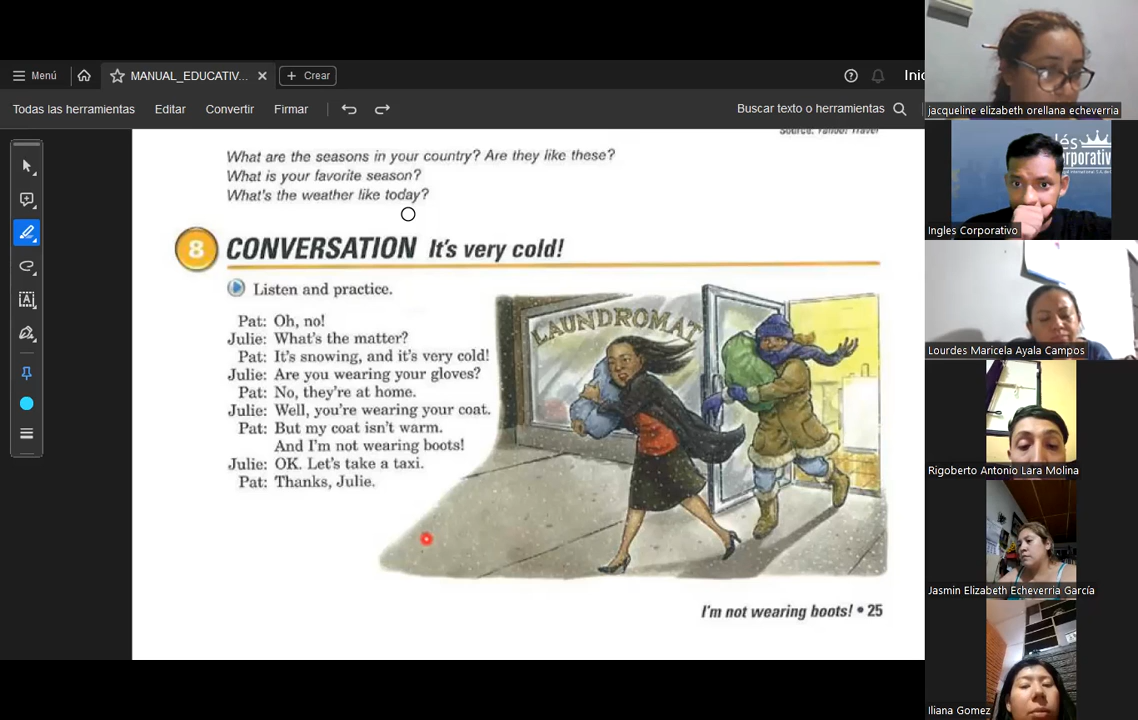 Menú
MANUAL_EDUCATIV...
Crear
Inic
Todas las herramientas
Editar
Convertir
Firmar
Buscar texto o herramientas
Source: Yahoo! Travel
What are the seasons in your country? Are they like these?
What is your favorite season?
What's the weather like today?
8 CONVERSATION It's very cold!
Listen and practice.
Pat: Oh, no!
Julie: What's the matter?
Pat: It's snowing, and it's very cold!
Julie: Are you wearing your gloves?
Pat: No, they're at home.
Julie: Well, you're wearing your coat.
Pat: But my coat isn't warm.
And I'm not wearing boots!
Julie: OK. Let's take a taxi.
Pat: Thanks, Julie.
LAUNDROMAT
I'm not wearing boots! • 25
jacqueline elizabeth orellana echeverria
Ingles Corporativo
Lourdes Maricela Ayala Campos
Rigoberto Antonio Lara Molina
Jasmin Elizabeth Echeverria García
Iliana Gomez